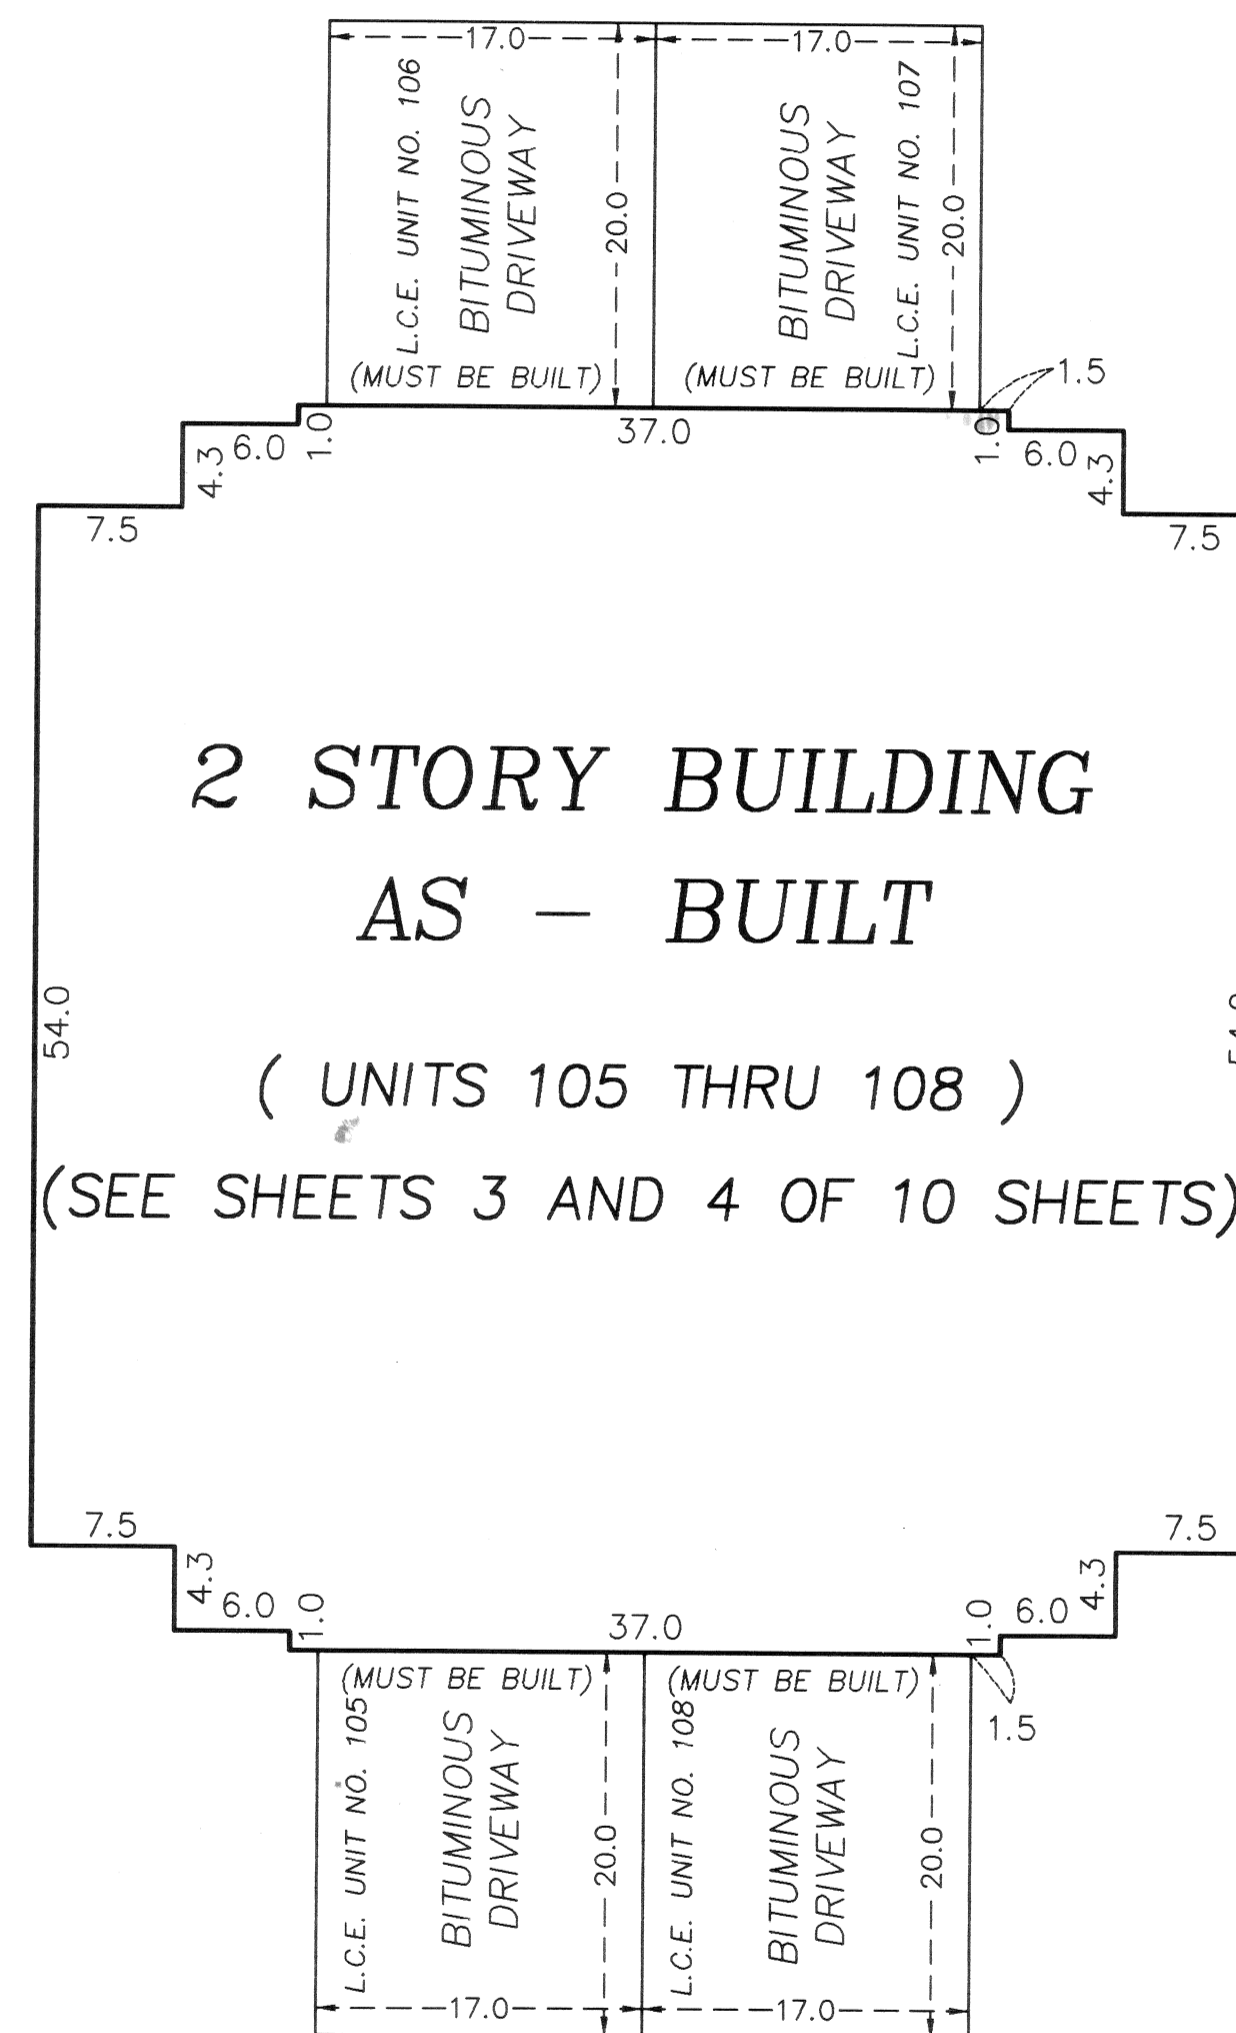 17.0
17.0
L.C.E. UNIT NO. 106
BITUMINOUS
DRIVEWAY
20.0
BITUMINOUS
DRIVEWAY
L.C.E. UNIT NO. 107
20.0
(MUST BE BUILT)
(MUST BE BUILT)
1.5
4.3
6.0
1.0
37.0
1.0
6.0
4.3
7.5
7.5
2 STORY BUILDING
AS - BUILT
54.0
( UNITS 105 THRU 108 )
(SEE SHEETS 3 AND 4 OF 10 SHEETS)
7.5
7.5
4.3
6.0
1.0
37.0
1.0
6.0
4.3
(MUST BE BUILT)
(MUST BE BUILT)
1.5
L.C.E. UNIT NO. 105
BITUMINOUS
DRIVEWAY
20.0
L.C.E. UNIT NO. 108
BITUMINOUS
DRIVEWAY
20.0
17.0
17.0